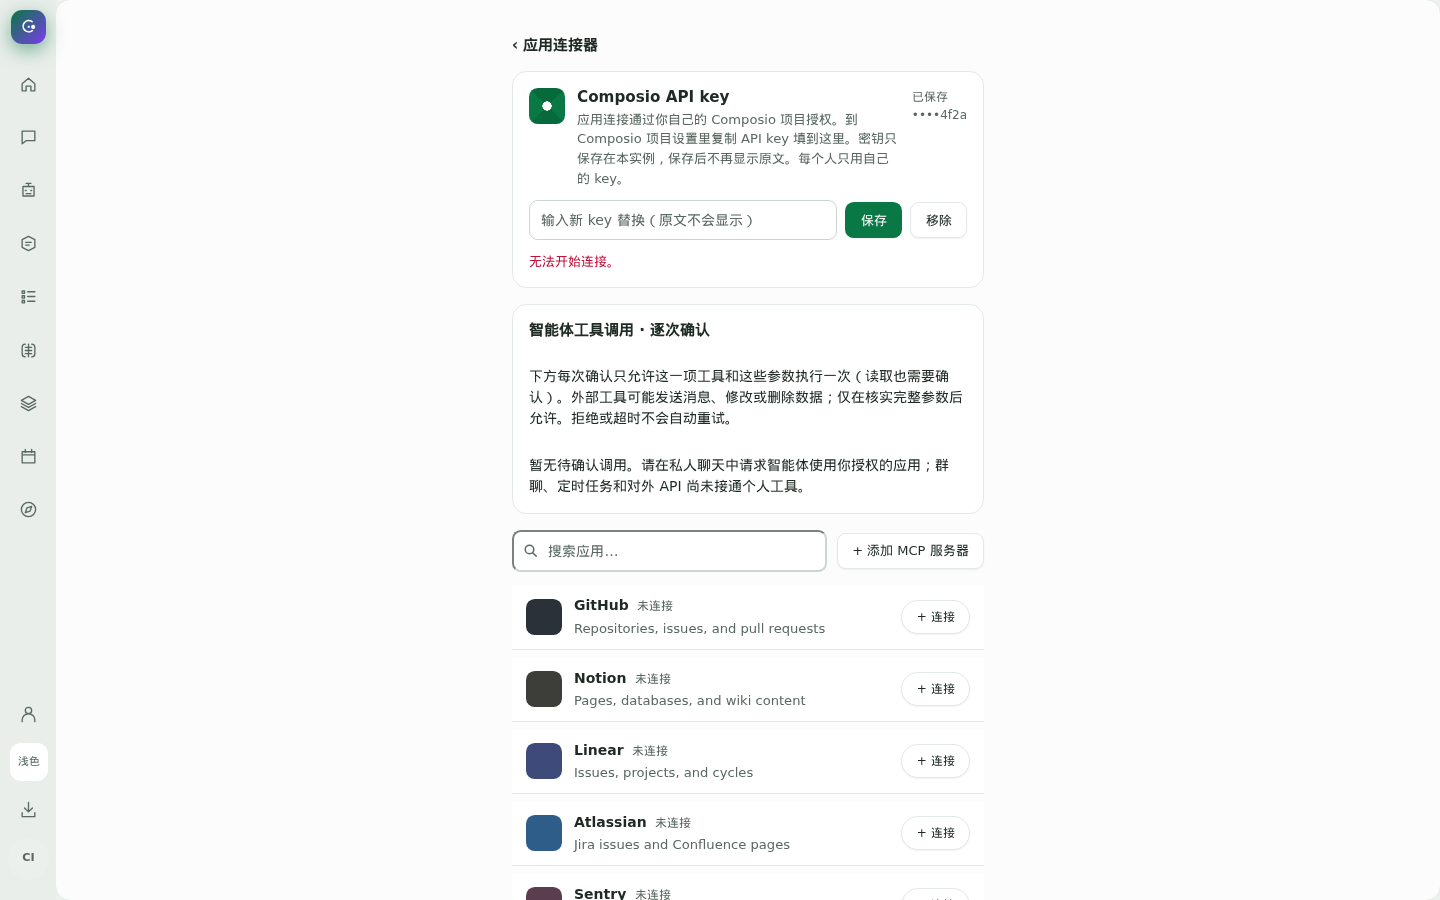 ‹ 应用连接器
Composio API key
已保存
••••4f2a
应用连接通过你自己的 Composio 项目授权。到
Composio 项目设置里复制 API key 填到这里。密钥只
保存在本实例，保存后不再显示原文。每个人只用自己
的 key。
输入新 key 替换（原文不会显示）
保存
移除
无法开始连接。
智能体工具调用 · 逐次确认
下方每次确认只允许这一项工具和这些参数执行一次（读取也需要确
认）。外部工具可能发送消息、修改或删除数据；仅在核实完整参数后
允许。拒绝或超时不会自动重试。
暂无待确认调用。请在私人聊天中请求智能体使用你授权的应用；群
聊、定时任务和对外 API 尚未接通个人工具。
搜索应用…
+ 添加 MCP 服务器
GitHub 未连接
Repositories, issues, and pull requests
+ 连接
Notion 未连接
Pages, databases, and wiki content
+ 连接
Linear 未连接
Issues, projects, and cycles
+ 连接
Atlassian 未连接
Jira issues and Confluence pages
+ 连接
Sentry 未连接
浅色
CI